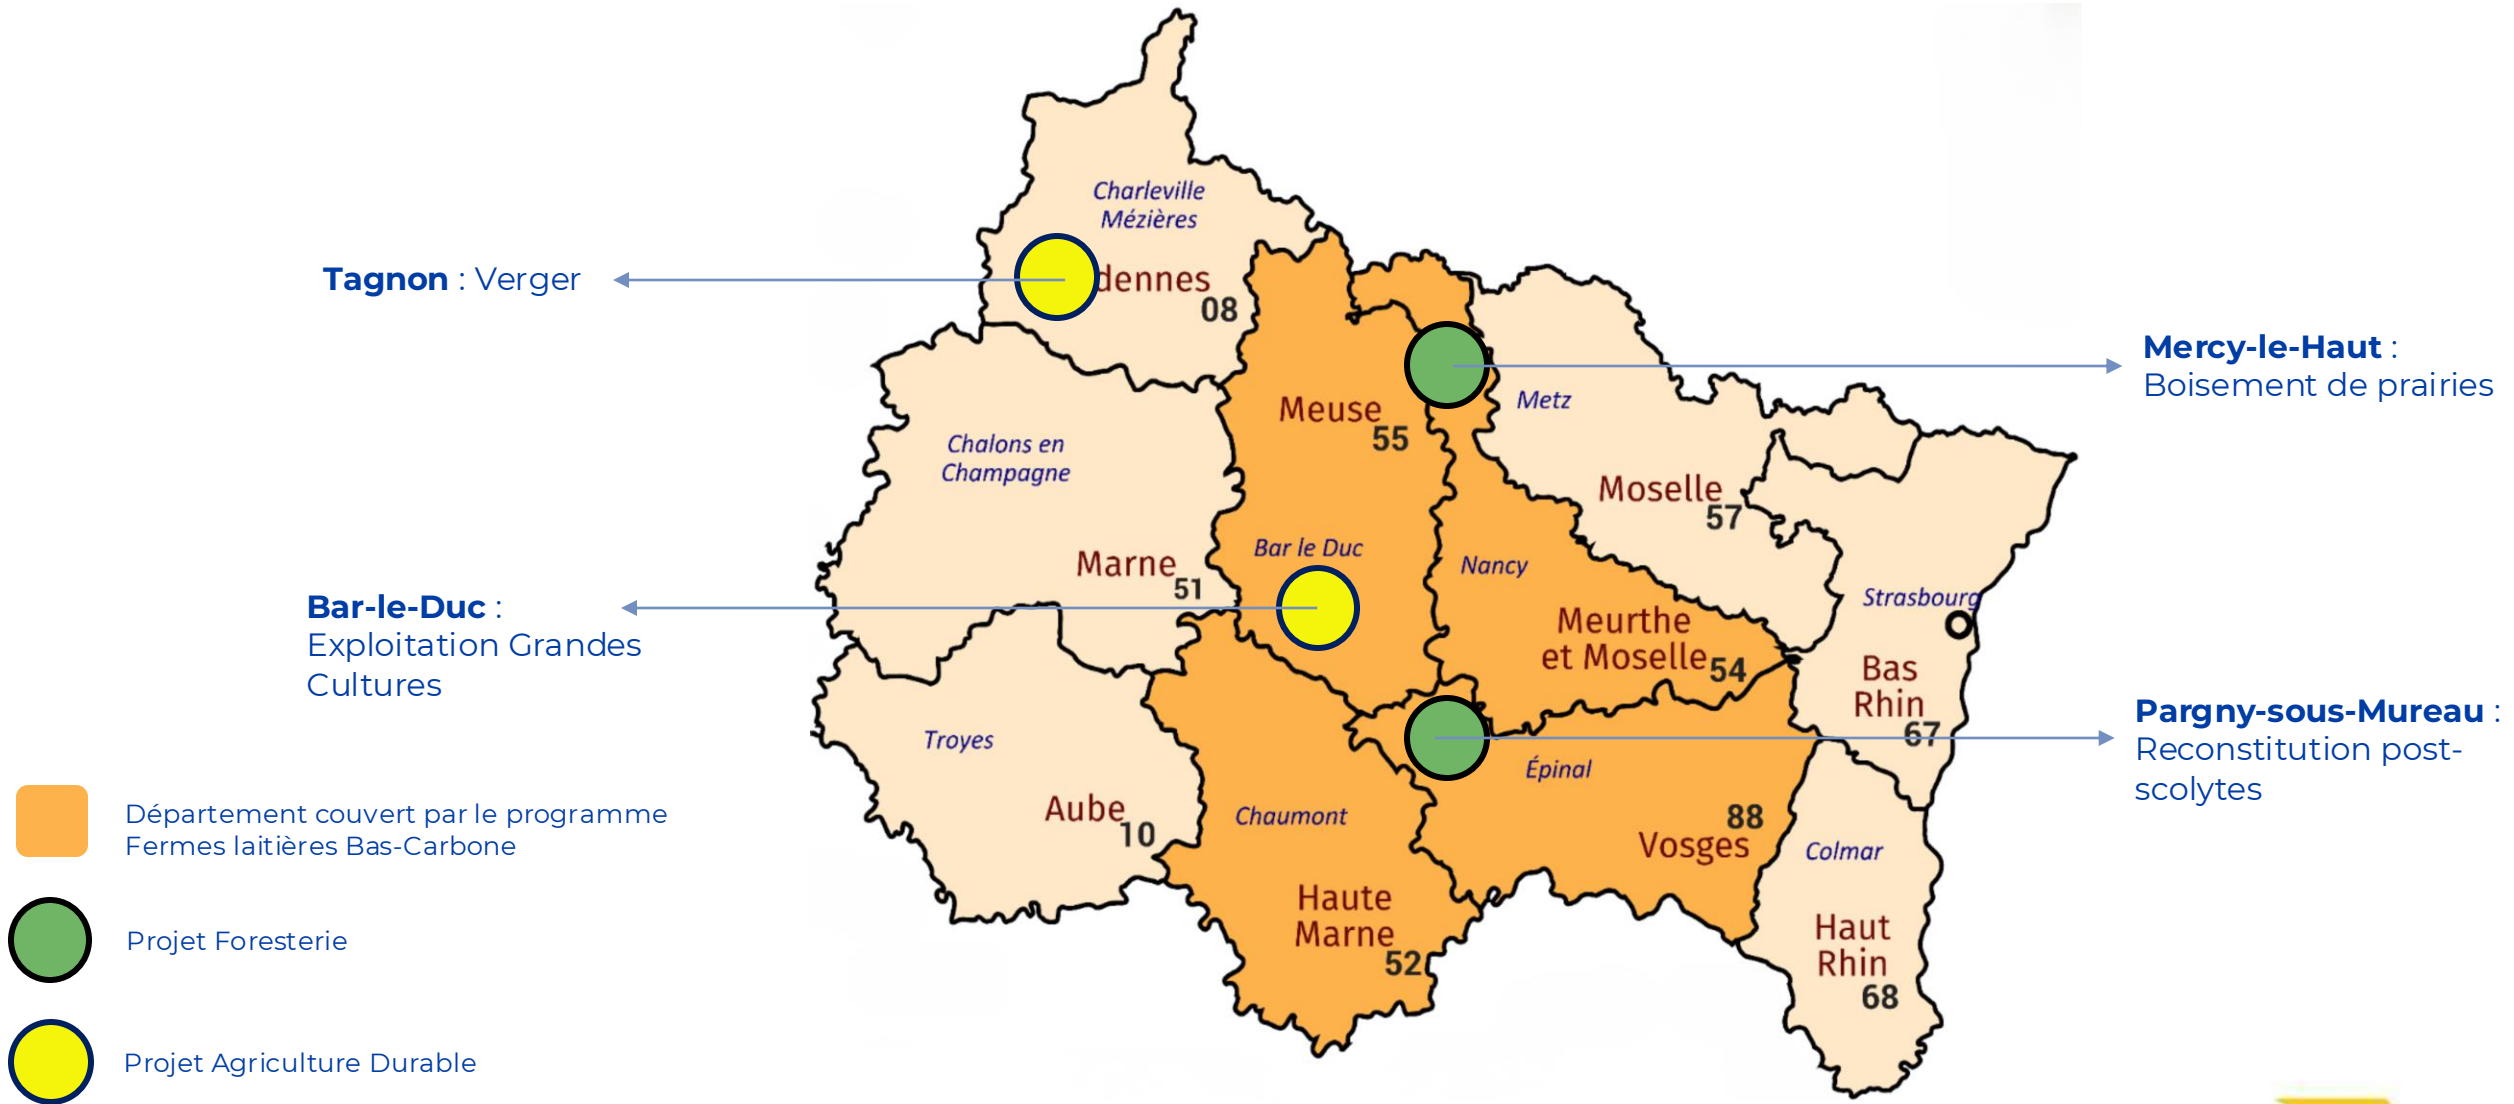 Charleville
Mézières
Tagnon : Verger
dennes
08
Mercy-le-Haut :
Boisement de prairies
Metz
Meuse
55
Chalons en
Champagne
Moselle
57
Bar le Duc
Nancy
Marne
51
Strasbourg
Bar-le-Duc :
Exploitation Grandes
Cultures
Meurthe
et Moselle
54
Bas
Rhin
67
Pargny-sous-Mureau :
Reconstitution post-
scolytes
Troyes
Épinal
Aube
10
Chaumont
88
Vosges
Colmar
Département couvert par le programme
Fermes laitières Bas-Carbone
Haute
Marne
52
Haut
Rhin
68
Projet Foresterie
Projet Agriculture Durable